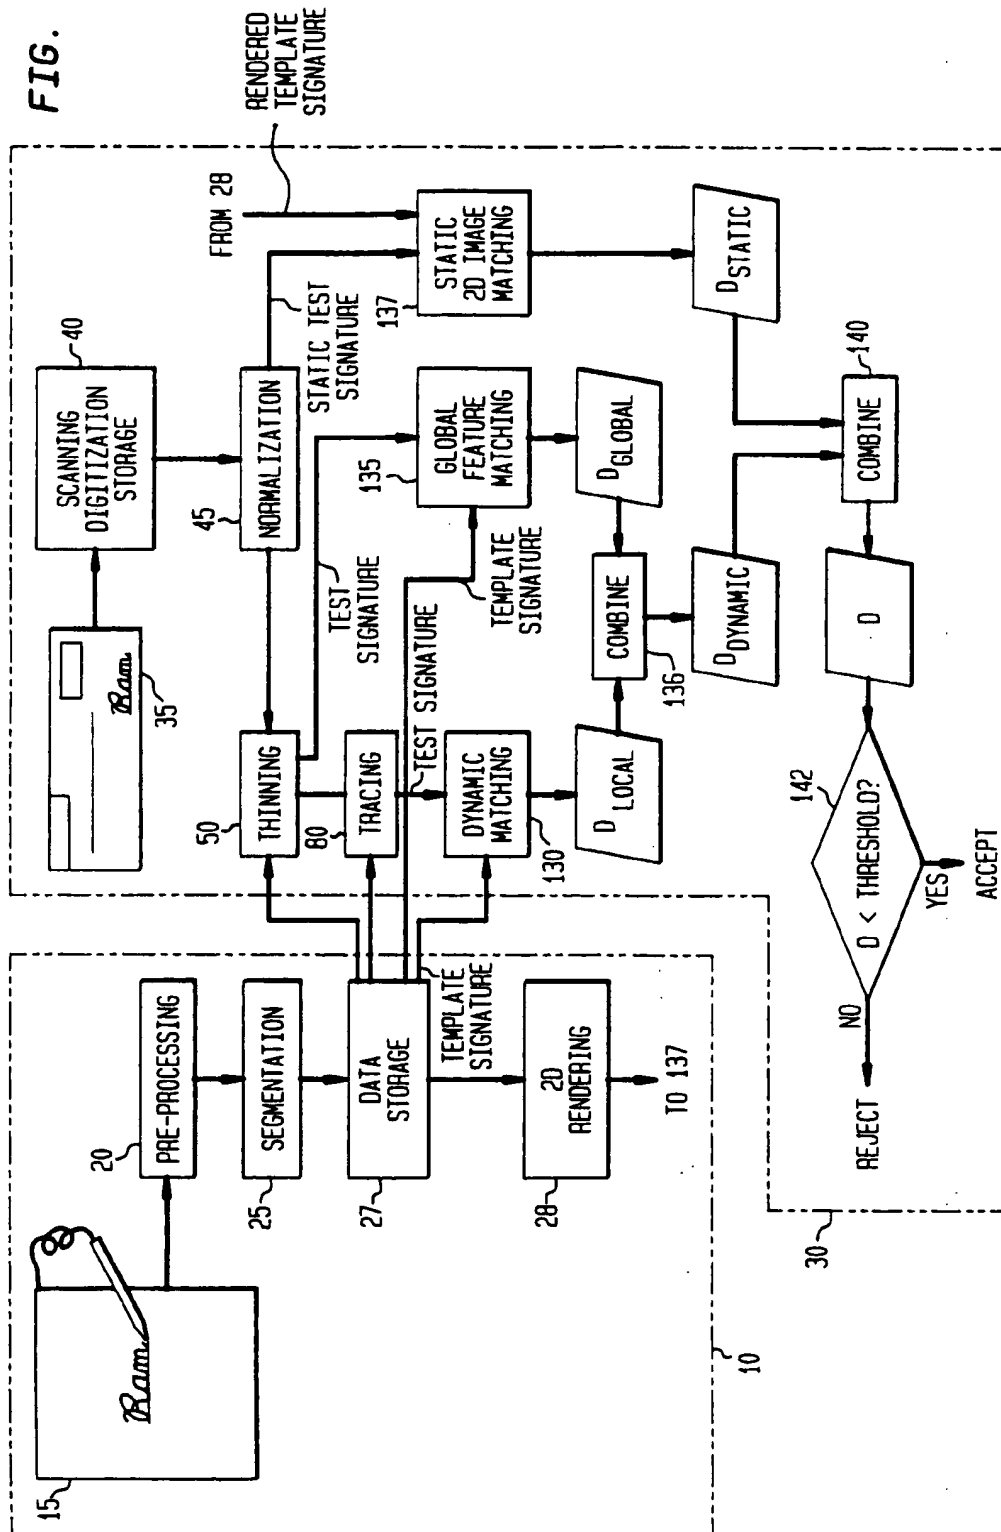 FIG.
15
Ram
20
PRE-PROCESSING
25
SEGMENTATION
27
DATA
STORAGE
TEMPLATE
SIGNATURE
28
2D
RENDERING
TO 137
10
35
Ram
40
SCANNING
DIGITIZATION
STORAGE
45
NORMALIZATION
50
THINNING
STATIC TEST
SIGNATURE
TEST
SIGNATURE
FROM 28
RENDERED
TEMPLATE
SIGNATURE
80
TRACING
TEST SIGNATURE
TEMPLATE
SIGNATURE
DYNAMIC
MATCHING
130
135
GLOBAL
FEATURE
MATCHING
137
STATIC
2D IMAGE
MATCHING
D LOCAL
D GLOBAL
D STATIC
COMBINE
136
D DYNAMIC
140
COMBINE
D
142
D < THRESHOLD?
NO
REJECT
YES
ACCEPT
30